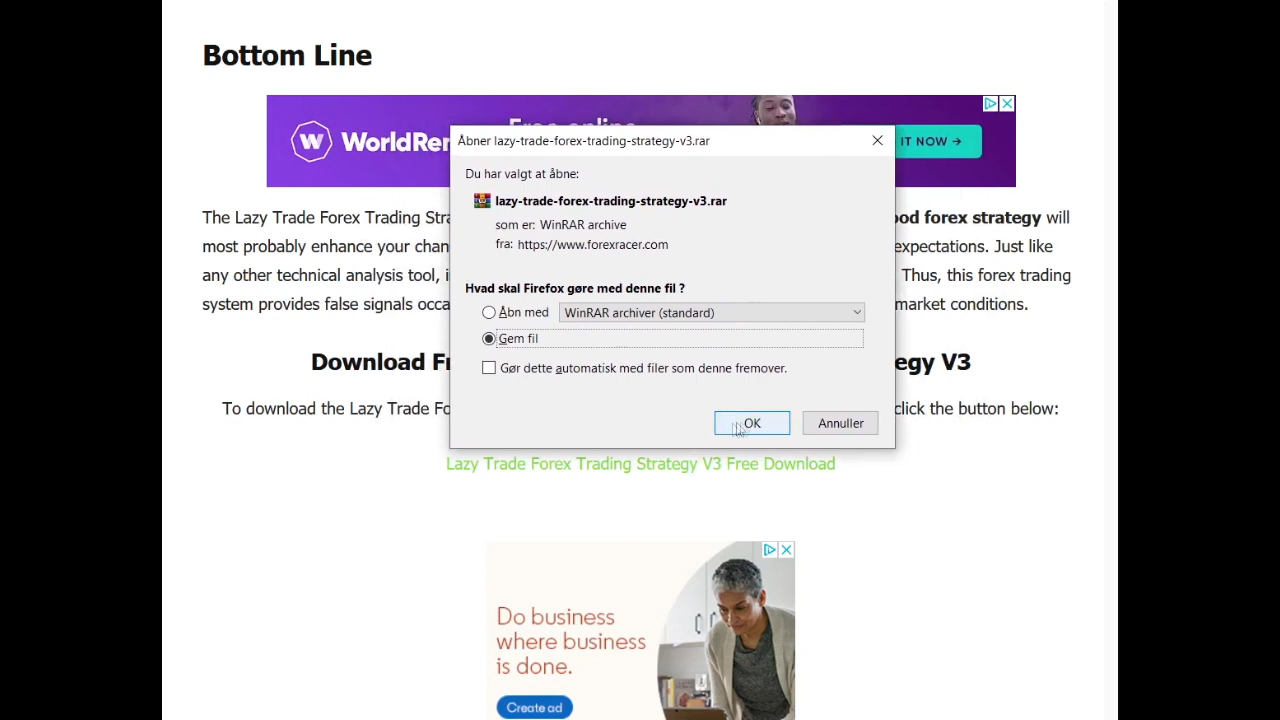 Bottom Line
WorldRem
Free online
IT NOW →
Åbner lazy-trade-forex-trading-strategy-v3.rar
Du har valgt at åbne:
lazy-trade-forex-trading-strategy-v3.rar
som er: WinRAR archive
fra: https://www.forexracer.com
Hvad skal Firefox gøre med denne fil ?
Åbn med WinRAR archiver (standard)
Gem fil
Gør dette automatisk med filer som denne fremover.
OK Annuller
The Lazy Trade Forex Trading Stra ood forex strategy will
most probably enhance your chan expectations. Just like
any other technical analysis tool, i Thus, this forex trading
system provides false signals occa market conditions.
Download Fr egy V3
To download the Lazy Trade Fo click the button below:
Lazy Trade Forex Trading Strategy V3 Free Download
Do business
where business
is done.
Create ad